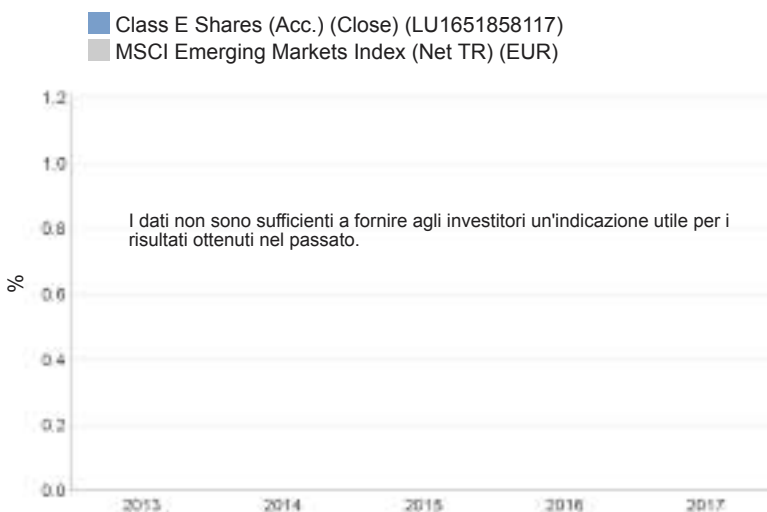 Class E Shares (Acc.) (Close) (LU1651858117)
MSCI Emerging Markets Index (Net TR) (EUR)
1.2
1.0
I dati non sono sufficienti a fornire agli investitori un'indicazione utile per i
0.8
risultati ottenuti nel passato.
%
0.6
0.4
0.2
0.0
2013 2014 2015 2016 2017